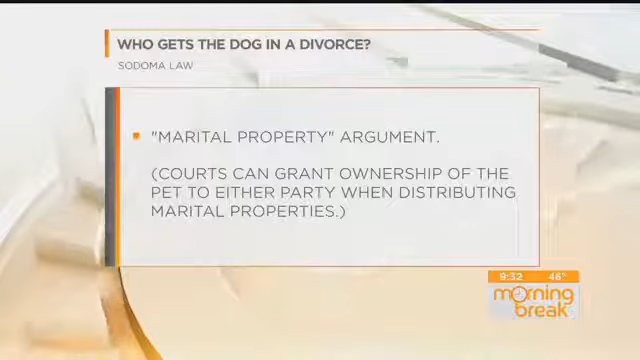 WHO GETS THE DOG IN A DIVORCE?
SODOMA LAW
"MARITAL PROPERTY" ARGUMENT.
(COURTS CAN GRANT OWNERSHIP OF THE
PET TO EITHER PARTY WHEN DISTRIBUTING
MARITAL PROPERTIES.)
9:32 46°
morning
break